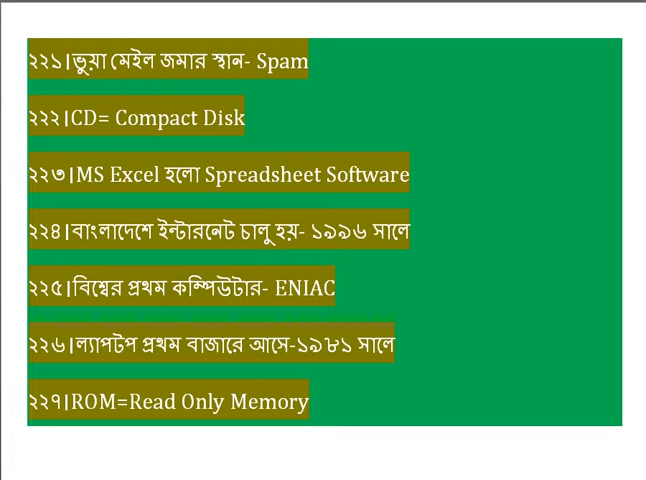 ২২১।ভুয়া মেইল জমার স্থান- Spam
২২২।CD= Compact Disk
২২৩।MS Excel হলো Spreadsheet Software
২২৪।বাংলাদেশে ইন্টারনেট চালু হয়- ১৯৯৬ সালে
২২৫।বিশ্বের প্রথম কম্পিউটার- ENIAC
২২৬।ল্যাপটপ প্রথম বাজারে আসে-১৯৮১ সালে
২২৭।ROM=Read Only Memory